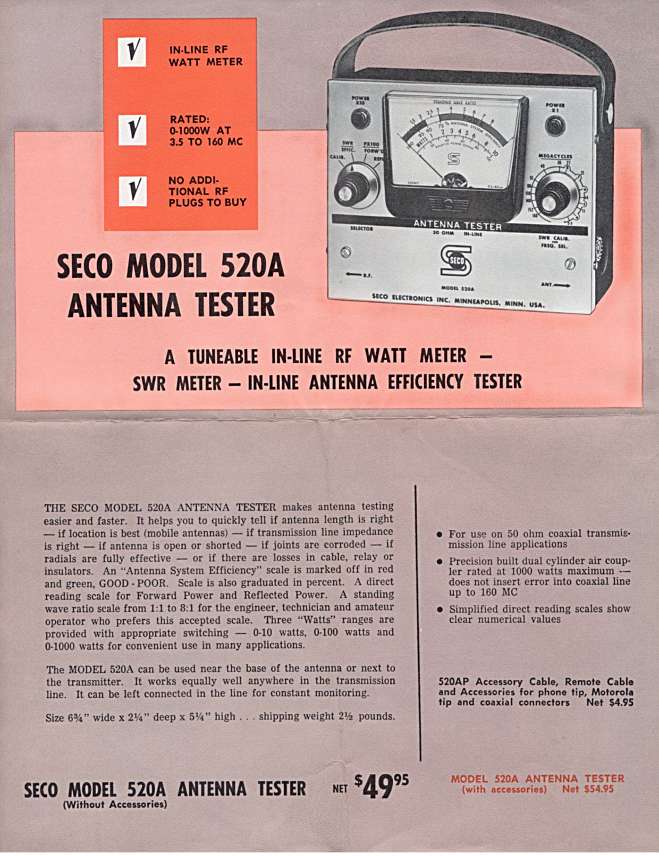 IN-LINE RF
WATT METER
RATED:
0-1000W AT
3.5 TO 160 MC
NO ADDI-
TIONAL RF
PLUGS TO BUY
STANDING WAVE RATIO
WATTS
POWER
X10
POWER
X1
SWR
EFFIC.
PX100
FORW'D
CALIB.
REFL
MEGACYCLES
SELECTOR
ANTENNA TESTER
50 OHM IN-LINE
SWR CALIB.
FREQ. SEL.
SECO
R.F.
MODEL 520A
ANT.
SECO ELECTRONICS INC. MINNEAPOLIS, MINN. USA.
SECO MODEL 520A
ANTENNA TESTER
A TUNEABLE IN-LINE RF WATT METER —
SWR METER — IN-LINE ANTENNA EFFICIENCY TESTER
THE SECO MODEL 520A ANTENNA TESTER makes antenna testing
easier and faster. It helps you to quickly tell if antenna length is right
— if location is best (mobile antennas) — if transmission line impedance
is right — if antenna is open or shorted — if joints are corroded — if
radials are fully effective — or if there are losses in cable, relay or
insulators. An "Antenna System Efficiency" scale is marked off in red
and green, GOOD - POOR. Scale is also graduated in percent. A direct
reading scale for Forward Power and Reflected Power. A standing
wave ratio scale from 1:1 to 8:1 for the engineer, technician and amateur
operator who prefers this accepted scale. Three "Watts" ranges are
provided with appropriate switching — 0-10 watts, 0-100 watts and
0-1000 watts for convenient use in many applications.
The MODEL 520A can be used near the base of the antenna or next to
the transmitter. It works equally well anywhere in the transmission
line. It can be left connected in the line for constant monitoring.
Size 6¾" wide x 2¼" deep x 5¼" high . . . shipping weight 2½ pounds.
• For use on 50 ohm coaxial transmis-
mission line applications
• Precision built dual cylinder air coup-
ler rated at 1000 watts maximum —
does not insert error into coaxial line
up to 160 MC
• Simplified direct reading scales show
clear numerical values
520AP Accessory Cable, Remote Cable
and Accessories for phone tip, Motorola
tip and coaxial connectors Net $4.95
SECO MODEL 520A ANTENNA TESTER NET $49.95
(Without Accessories)
MODEL 520A ANTENNA TESTER
(with accessories) Net $54.95